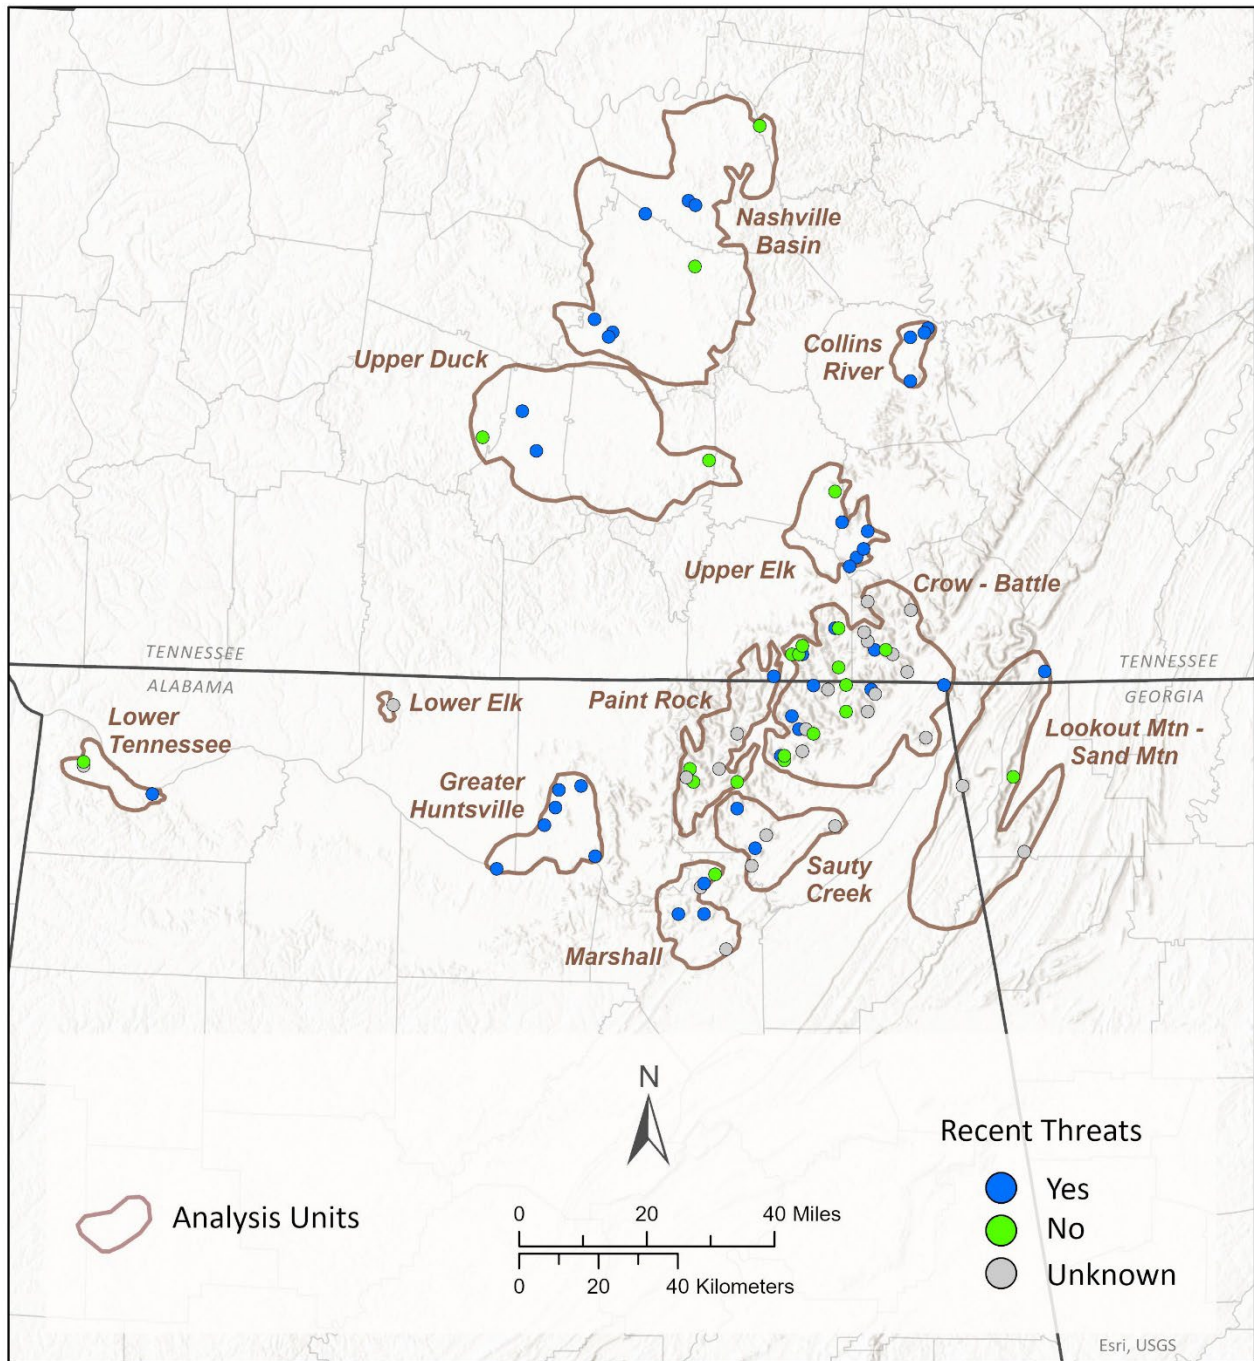 Nashville
Basin
Collins
River
Upper Duck
Upper Elk
Crow - Battle
TENNESSEE
ALABAMA
TENNESSEE
GEORGIA
Lower Elk
Paint Rock
Lower
Tennessee
Lookout Mtn -
Sand Mtn
Greater
Huntsville
Sauty
Creek
Marshall
N
Recent Threats
Yes
No
Unknown
Analysis Units
0 20 40 Miles
0 20 40 Kilometers
Esri, USGS